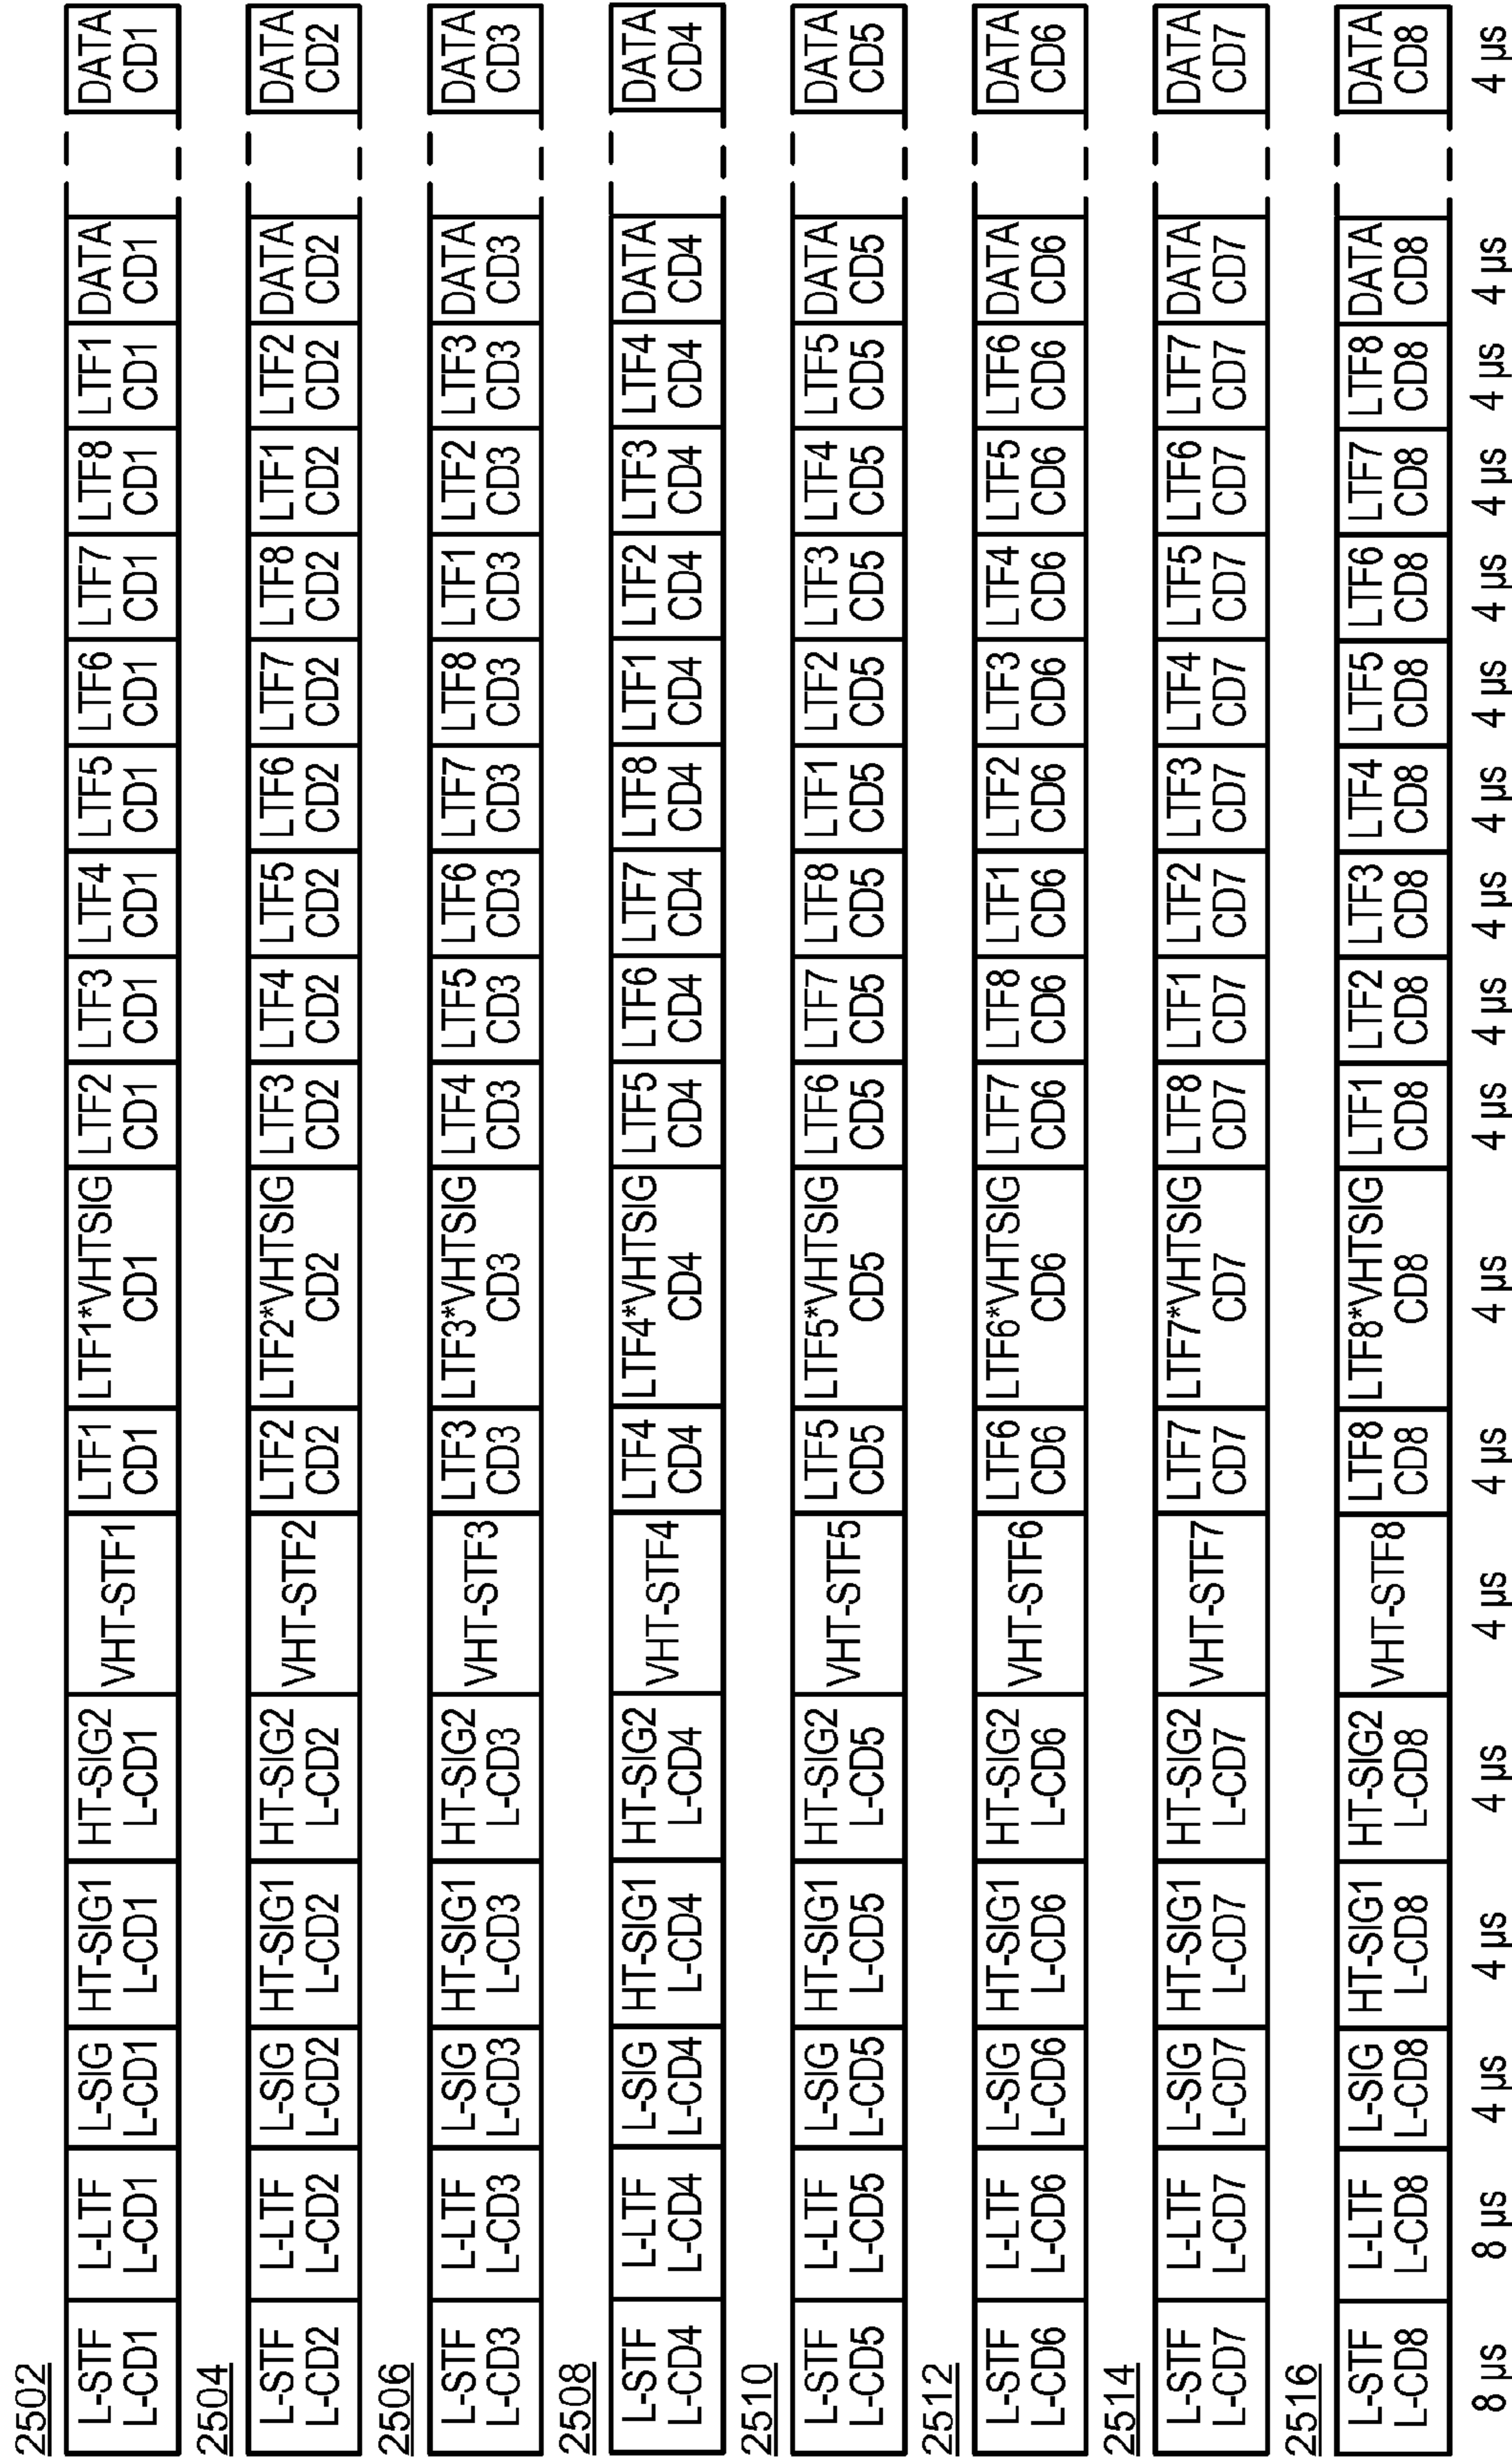 2502
L-STF L-LTF L-SIG HT-SIG1 HT-SIG2 VHT-STF1 LTF1 LTF1*VHTSIG LTF2 LTF3 LTF4 LTF5 LTF6 LTF7 LTF8 LTF1 DATA DATA
L-CD1 L-CD1 L-CD1 L-CD1 L-CD1 CD1 CD1 CD1 CD1 CD1 CD1 CD1 CD1 CD1 CD1 CD1 CD1
2504
L-STF L-LTF L-SIG HT-SIG1 HT-SIG2 VHT-STF2 LTF2 LTF2*VHTSIG LTF3 LTF4 LTF5 LTF6 LTF7 LTF8 LTF1 LTF2 DATA DATA
L-CD2 L-CD2 L-CD2 L-CD2 L-CD2 CD2 CD2 CD2 CD2 CD2 CD2 CD2 CD2 CD2 CD2 CD2 CD2
2506
L-STF L-LTF L-SIG HT-SIG1 HT-SIG2 VHT-STF3 LTF3 LTF3*VHTSIG LTF4 LTF5 LTF6 LTF7 LTF8 LTF1 LTF2 LTF3 DATA DATA
L-CD3 L-CD3 L-CD3 L-CD3 L-CD3 CD3 CD3 CD3 CD3 CD3 CD3 CD3 CD3 CD3 CD3 CD3 CD3
2508
L-STF L-LTF L-SIG HT-SIG1 HT-SIG2 VHT-STF4 LTF4 LTF4*VHTSIG LTF5 LTF6 LTF7 LTF8 LTF1 LTF2 LTF3 LTF4 DATA DATA
L-CD4 L-CD4 L-CD4 L-CD4 L-CD4 CD4 CD4 CD4 CD4 CD4 CD4 CD4 CD4 CD4 CD4 CD4 CD4
2510
L-STF L-LTF L-SIG HT-SIG1 HT-SIG2 VHT-STF5 LTF5 LTF5*VHTSIG LTF6 LTF7 LTF8 LTF1 LTF2 LTF3 LTF4 LTF5 DATA DATA
L-CD5 L-CD5 L-CD5 L-CD5 L-CD5 CD5 CD5 CD5 CD5 CD5 CD5 CD5 CD5 CD5 CD5 CD5 CD5
2512
L-STF L-LTF L-SIG HT-SIG1 HT-SIG2 VHT-STF6 LTF6 LTF6*VHTSIG LTF7 LTF8 LTF1 LTF2 LTF3 LTF4 LTF5 LTF6 DATA DATA
L-CD6 L-CD6 L-CD6 L-CD6 L-CD6 CD6 CD6 CD6 CD6 CD6 CD6 CD6 CD6 CD6 CD6 CD6 CD6
2514
L-STF L-LTF L-SIG HT-SIG1 HT-SIG2 VHT-STF7 LTF7 LTF7*VHTSIG LTF8 LTF1 LTF2 LTF3 LTF4 LTF5 LTF6 LTF7 DATA DATA
L-CD7 L-CD7 L-CD7 L-CD7 L-CD7 CD7 CD7 CD7 CD7 CD7 CD7 CD7 CD7 CD7 CD7 CD7 CD7
2516
L-STF L-LTF L-SIG HT-SIG1 HT-SIG2 VHT-STF8 LTF8 LTF8*VHTSIG LTF1 LTF2 LTF3 LTF4 LTF5 LTF6 LTF7 LTF8 DATA DATA
L-CD8 L-CD8 L-CD8 L-CD8 L-CD8 CD8 CD8 CD8 CD8 CD8 CD8 CD8 CD8 CD8 CD8 CD8 CD8
8 µs 8 µs 4 µs 4 µs 4 µs 4 µs 4 µs 4 µs 4 µs 4 µs 4 µs 4 µs 4 µs 4 µs 4 µs 4 µs 4 µs 4 µs